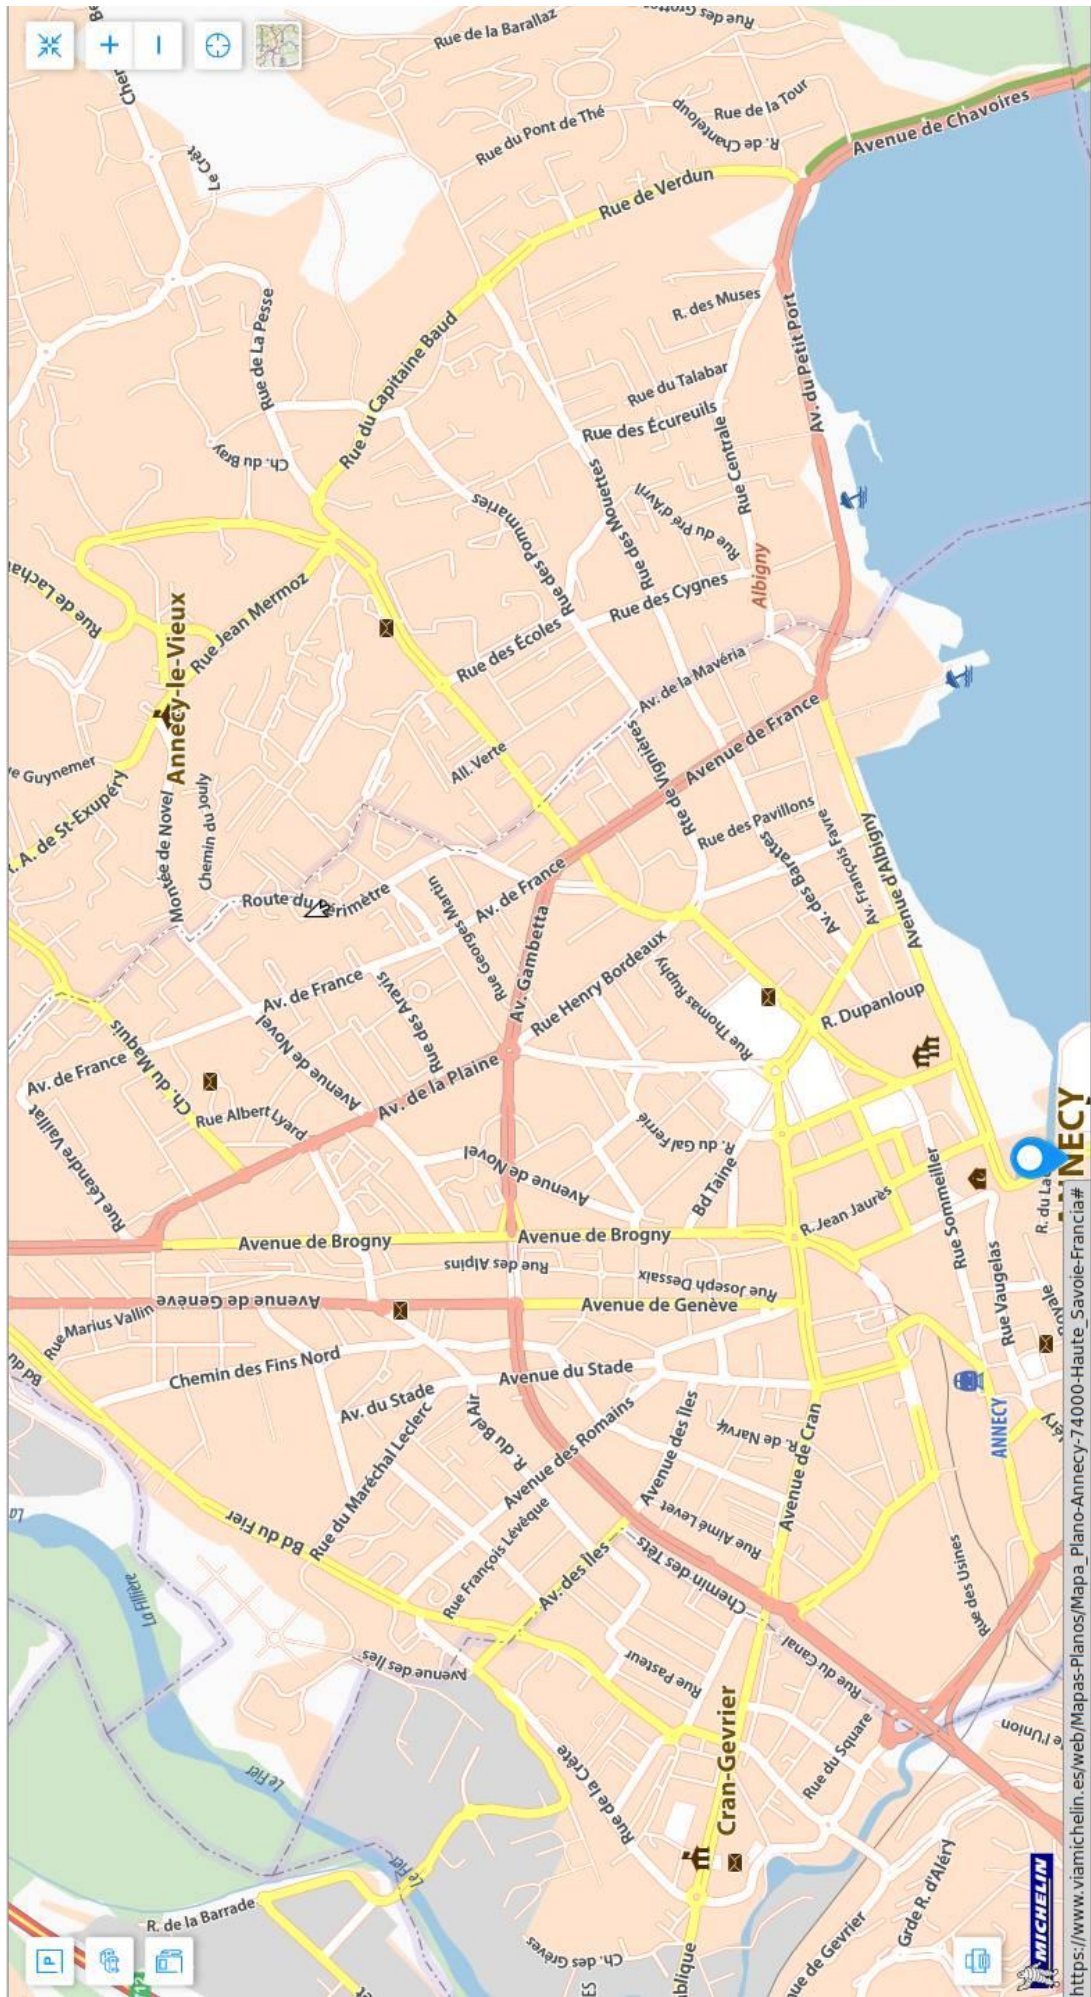 Rue de la Barallaz
Rue des Grottes
Rue de la Tour
R. de Chanteloup
Rue du Pont de Thé
Avenue de Chavoires
Le Crêt
Rue de Verdun
Rue de La Pesse
Rue du Capitaine Baud
R. des Muses
Av. du Petit Port
Rue du Talabar
Rue des Écureuils
Rue Centrale
Ch. du Bray
Rue des Pommaries
Rue des Mouettes
Rue du Pré d'Avril
Rue des Cygnes
Albigny
Rue Jean Mermoz
Annecy-le-Vieux
Rue des Écoles
Av. de la Mavéria
e Guynemer
A. de St-Exupéry
Montée de Novel
Chemin du Jouly
All. Verte
Rte de Vignières
Avenue de France
Rue des Pavillons
Av. des Barattes
Av. François Favre
Avenue d'Albigny
Route du Périmètre
Av. de France
Rue Georges Martin
Av. Gambetta
Rue Henry Bordeaux
Rue Thomas Ruphy
R. Dupanloup
Av. de France
Av. de France
Rue des Aravis
Avenue de Novel
Ch. du Maquis
Av. de la Plaine
Rue Albert Lyard
Rue Léandre Vaillat
Avenue de Novel
R. du Gal Ferrié
Bd Taine
R. Jean Jaurès
Rue Sommeiller
R. du La
ANNECY
Avenue de Brogny
Avenue de Brogny
Rue des Alpins
Rue Joseph Dessaix
Rue Vaugelas
Avenue de Genève
Avenue de Genève
Rue Marius Vallin
Bd du
Chemin des Fins Nord
Avenue du Stade
Av. du Stade
R. du Bel Air
Rue du Maréchal Leclerc
Avenue des Romains
Avenue des Îles
R. de Narvik
Avenue de Cran
ANNECY
Bd du Fier
Rue François Lévêque
Av. des Îles
Rue Aimé Levet
Chemin des Têts
Rue des Usines
La Fillière
Avenue des Iles
Rue Pasteur
Rue du Canal
Le Fier
Cran-Gevrier
Rue du Square
e l'Union
Rue de la Crête
Le Fier
R. de la Barrade
Ch. des Grèves
Grde R. d'Aléry
ue de Gevrier
MICHELIN
https://www.viamichelin.es/web/Mapas-Planos/Mapa_Plano-Annecy-74000-Haute_Savoie-Francia#